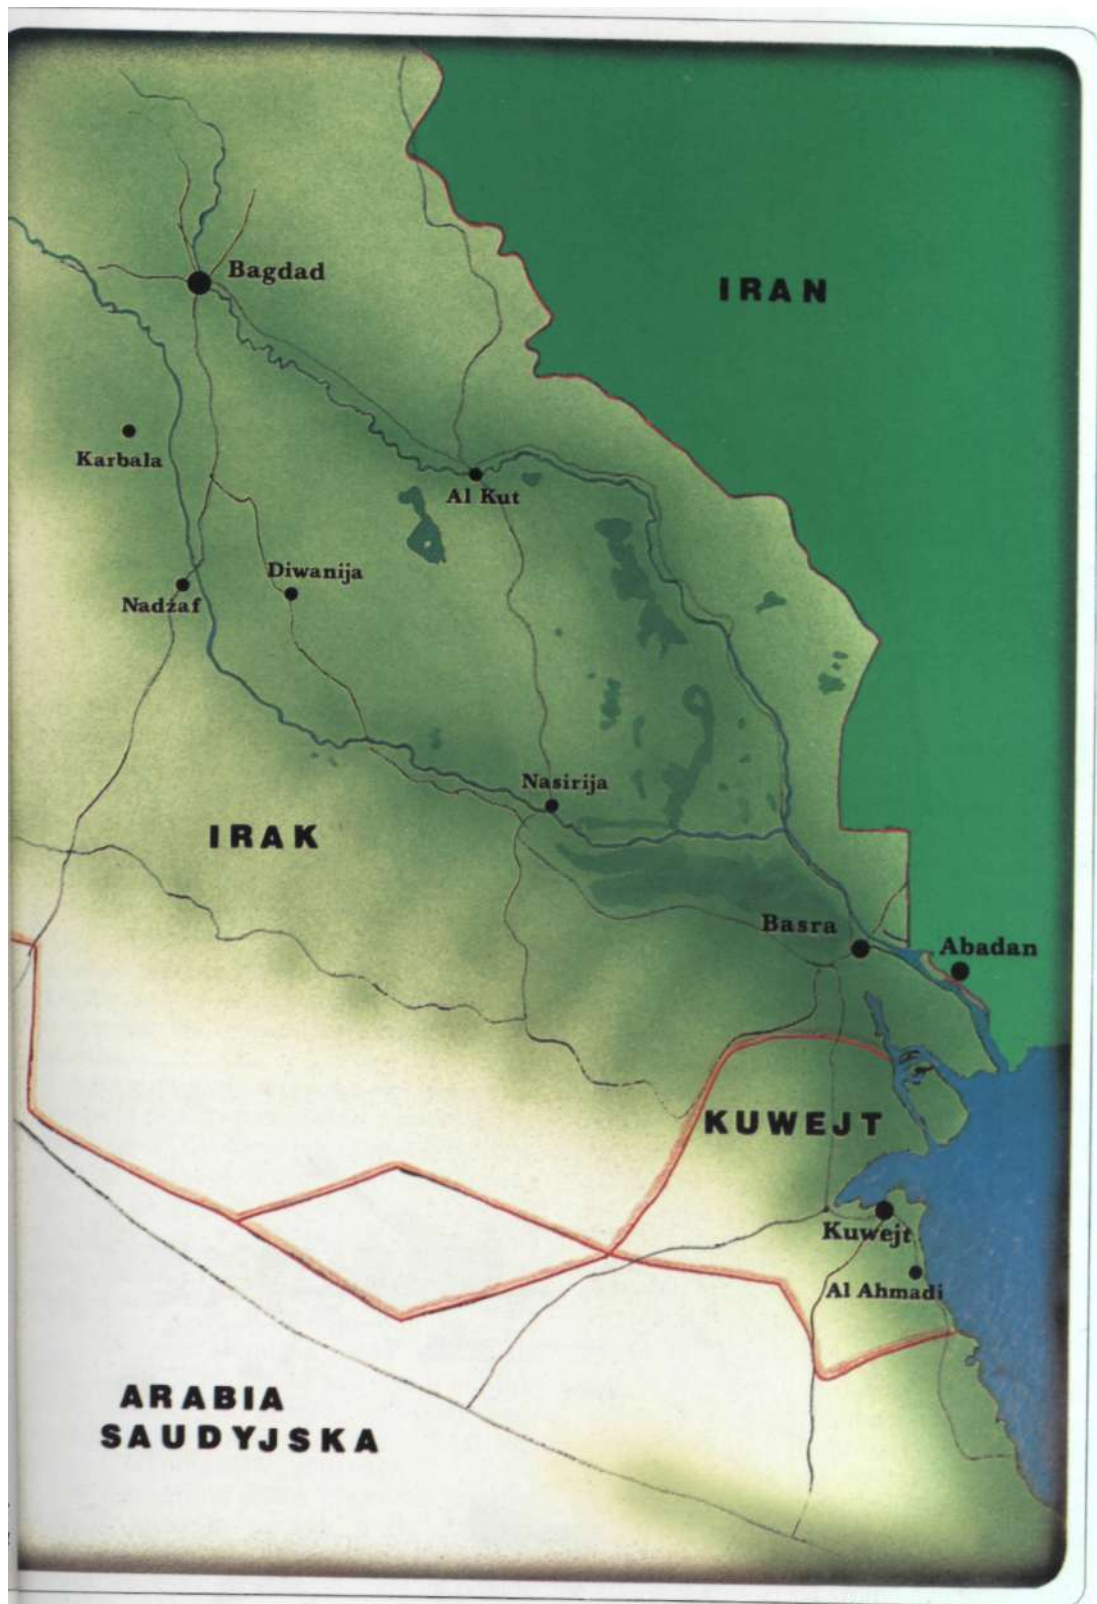 Bagdad
IRAN
Karbala
Al Kut
Diwanija
Nadżaf
Nasirija
IRAK
Basra
Abadan
KUWEJT
Kuwejt
Al Ahmadi
ARABIA
SAUDYJSKA